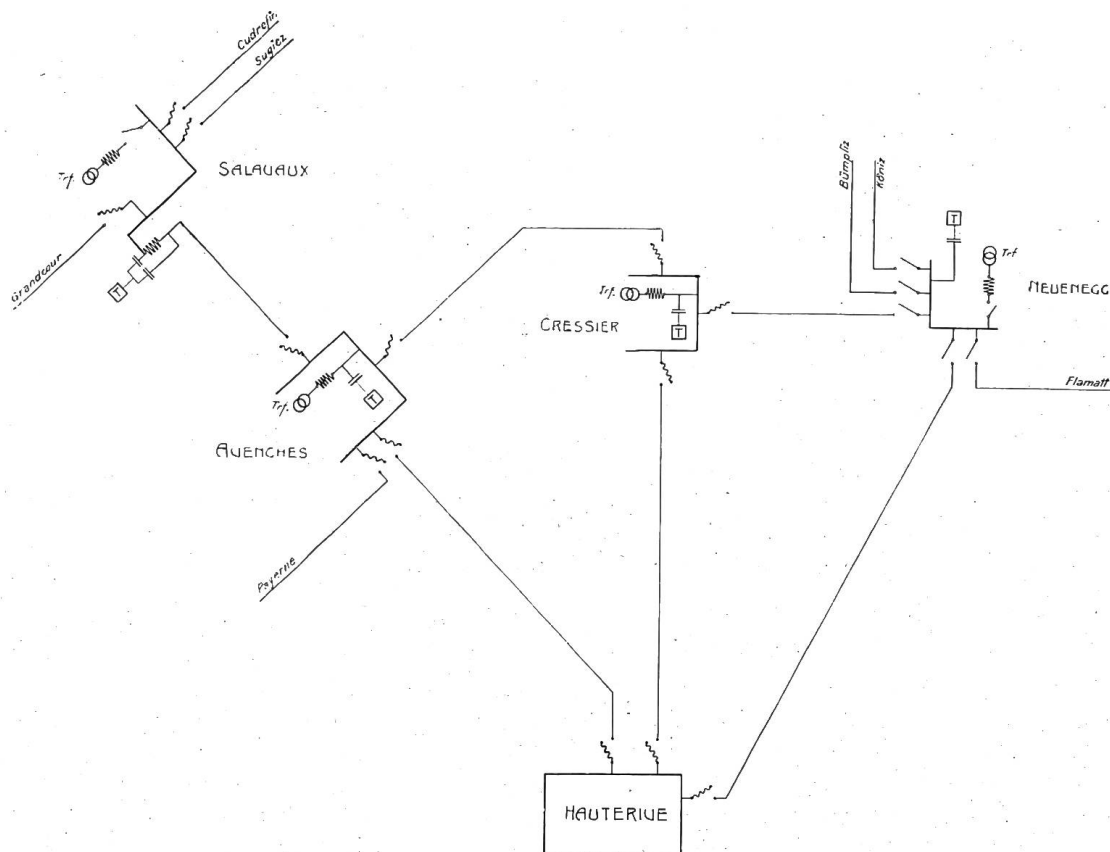 Cudrefin
Sugiez
Trf.
SALAVAUX
Grandcour
T
Bümpliz
Köniz
T
Trf
NEUENEGG
Trf.
T
CRESSIER
Trf.
T
Flamatt
AVENCHES
Payerne
HAUTERIVE